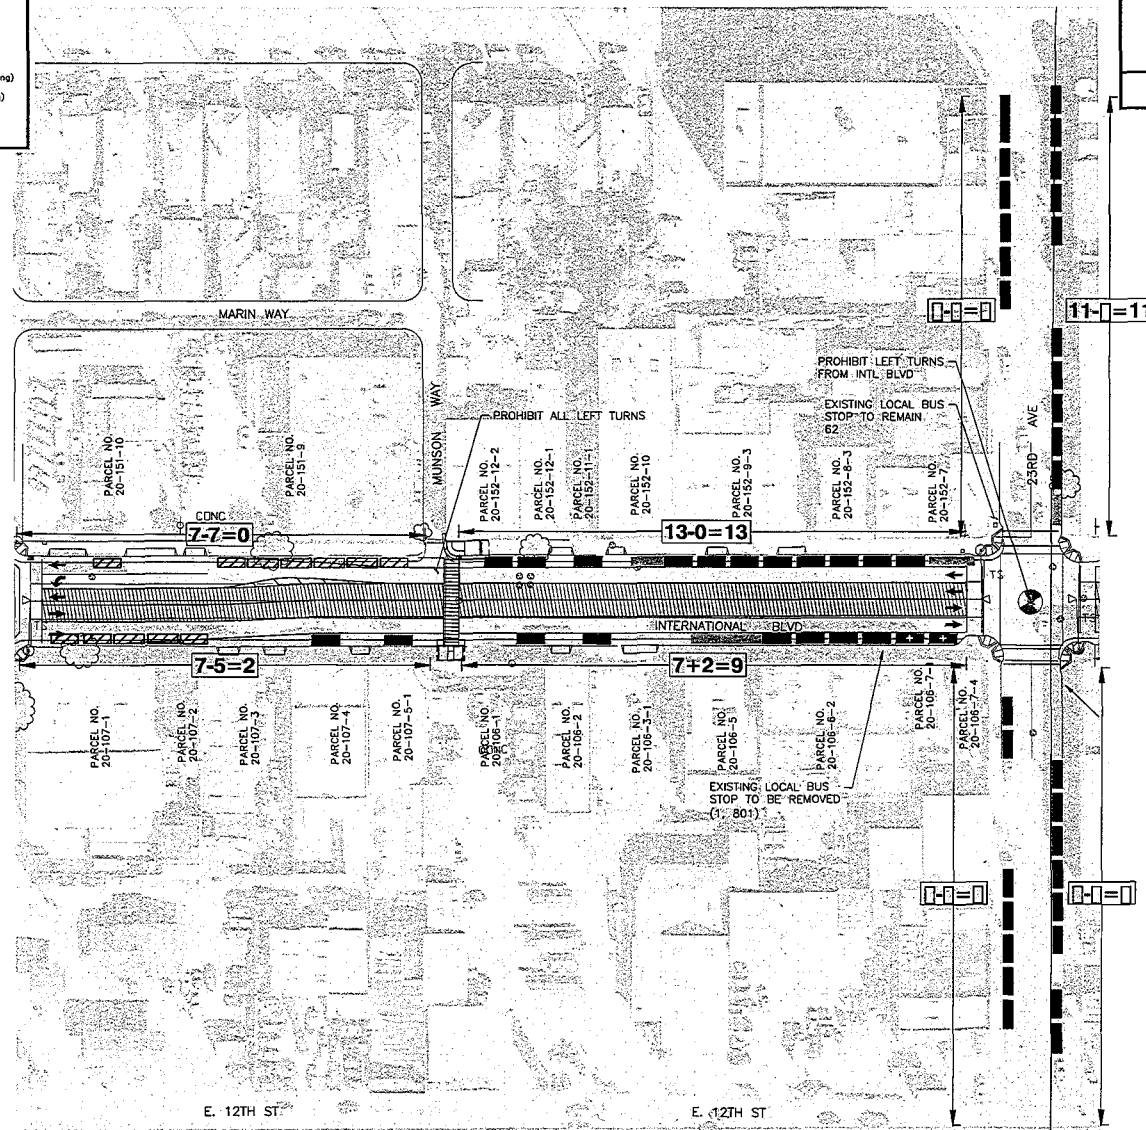 ng)
)
MARIN WAY
11-▯=11
▯-▯=▯
PROHIBIT LEFT TURNS
FROM INTL BLVD
EXISTING LOCAL BUS
STOP TO REMAIN
62
23RD AVE
MUNSON WAY
PROHIBIT ALL LEFT TURNS
PARCEL NO.
20-151-10
PARCEL NO.
20-151-9
PARCEL NO.
20-152-12-2
PARCEL NO.
20-152-12-1
PARCEL NO.
20-152-11-1
PARCEL NO.
20-152-10
PARCEL NO.
20-152-9-3
PARCEL NO.
20-152-8-3
PARCEL NO.
20-152-7
CONC
7-7=0
13-0=13
TS
INTERNATIONAL BLVD
7-5=2
7+2=9
PARCEL NO.
20-107-1
PARCEL NO.
20-107-2
PARCEL NO.
20-107-3
PARCEL NO.
20-107-4
PARCEL NO.
20-107-5-1
PARCEL NO.
20-106-1
PARCEL NO.
20-106-2
PARCEL NO.
20-106-3-1
PARCEL NO.
20-106-5
PARCEL NO.
20-106-6-2
PARCEL NO.
PARCEL NO.
20-106-7-4
EXISTING LOCAL BUS
STOP TO BE REMOVED
(1, 801)
▯-▯=▯
▯-▯=▯
E. 12TH ST
E. 12TH ST